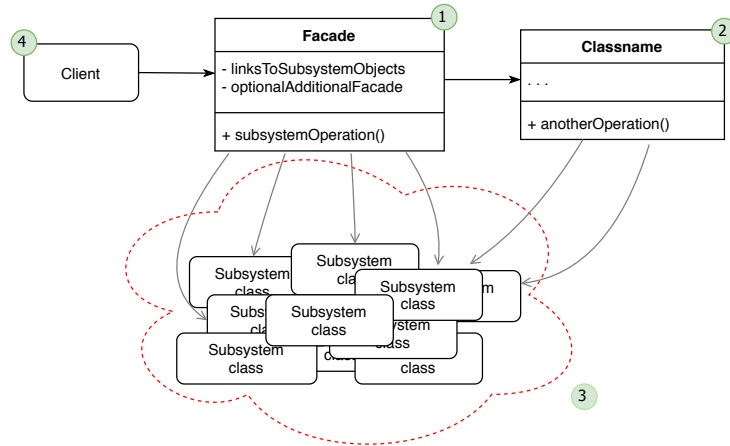 1
2
4
Facade
Classname
Client
- linksToSubsystemObjects
- optionalAdditionalFacade
. . .
+ subsystemOperation()
+ anotherOperation()
Subsystem
class
Subsystem
class
Subsystem
class
Subsystem
class
Subsystem
class
class
3